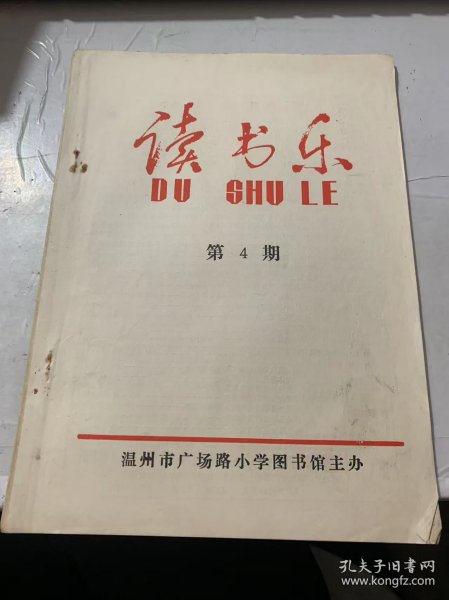 读书乐
DU SHU LE
第4期
温州市广场路小学图书馆主办
孔夫子旧书网
www.kongfz.com